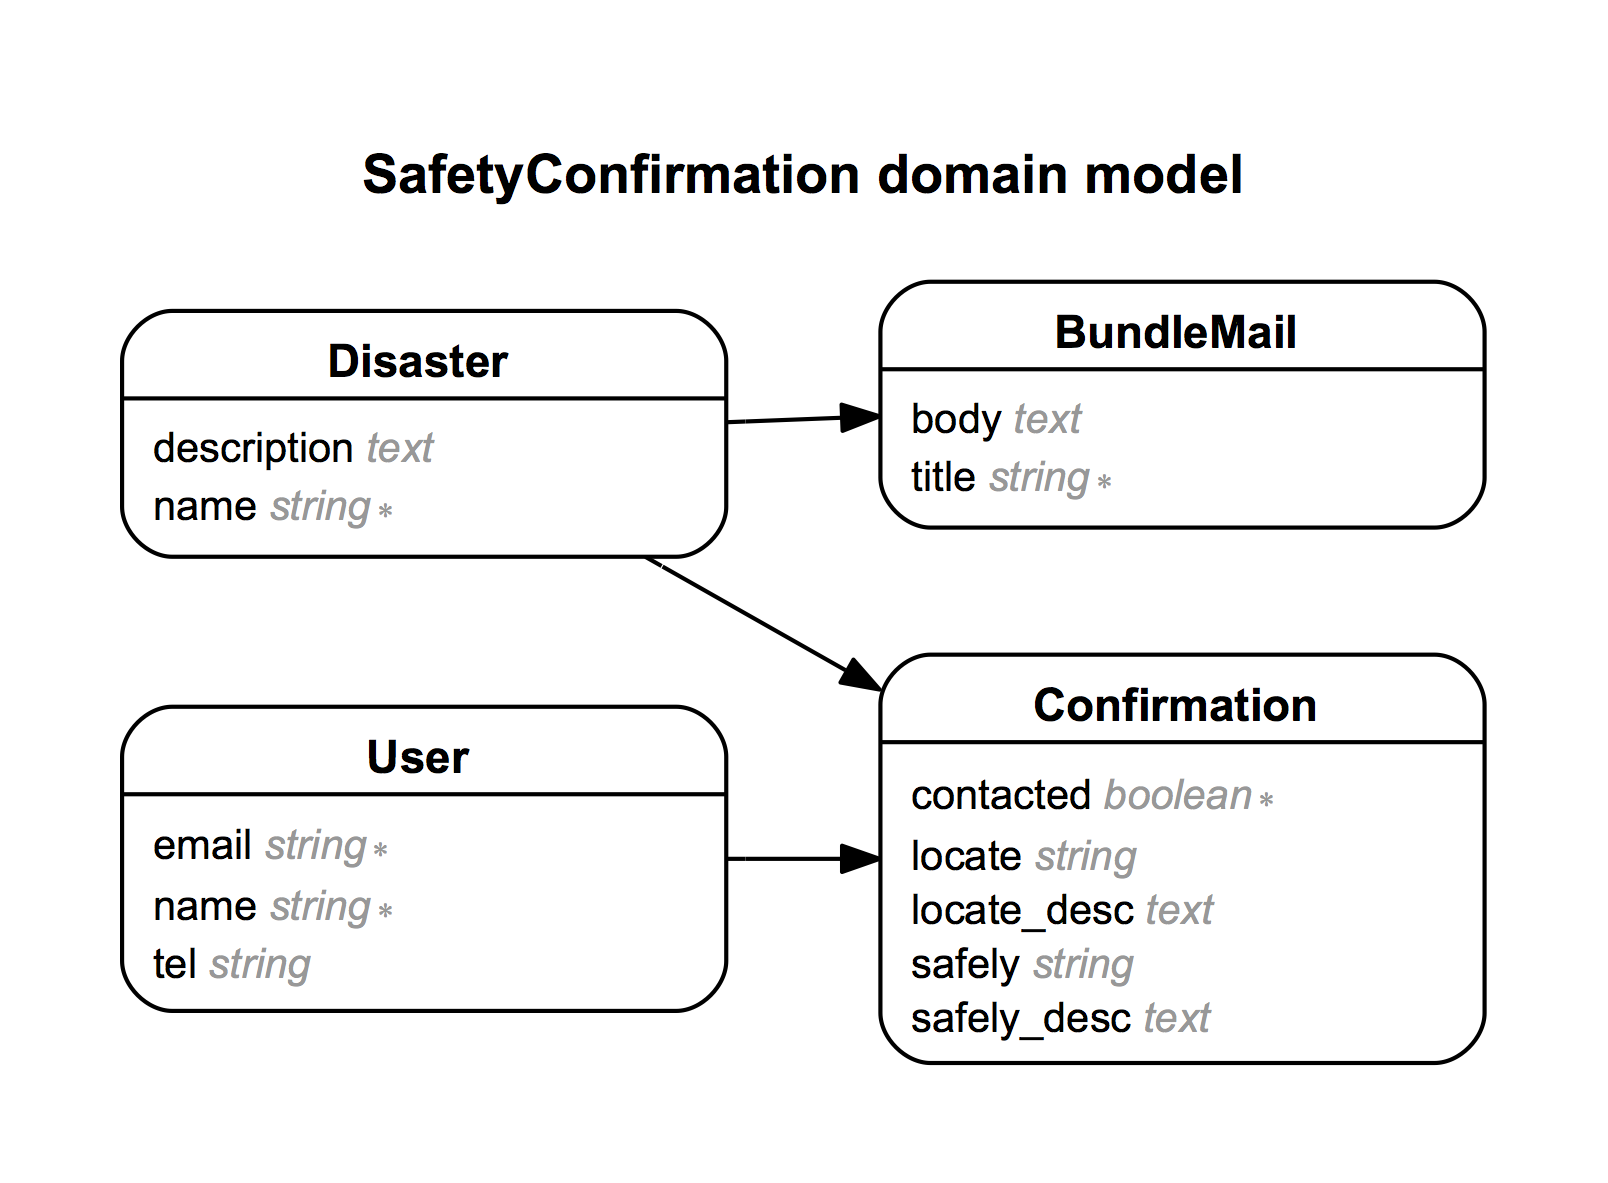 SafetyConfirmation domain model
Disaster
description text
name string *
BundleMail
body text
title string *
User
email string *
name string *
tel string
Confirmation
contacted boolean *
locate string
locate_desc text
safely string
safely_desc text